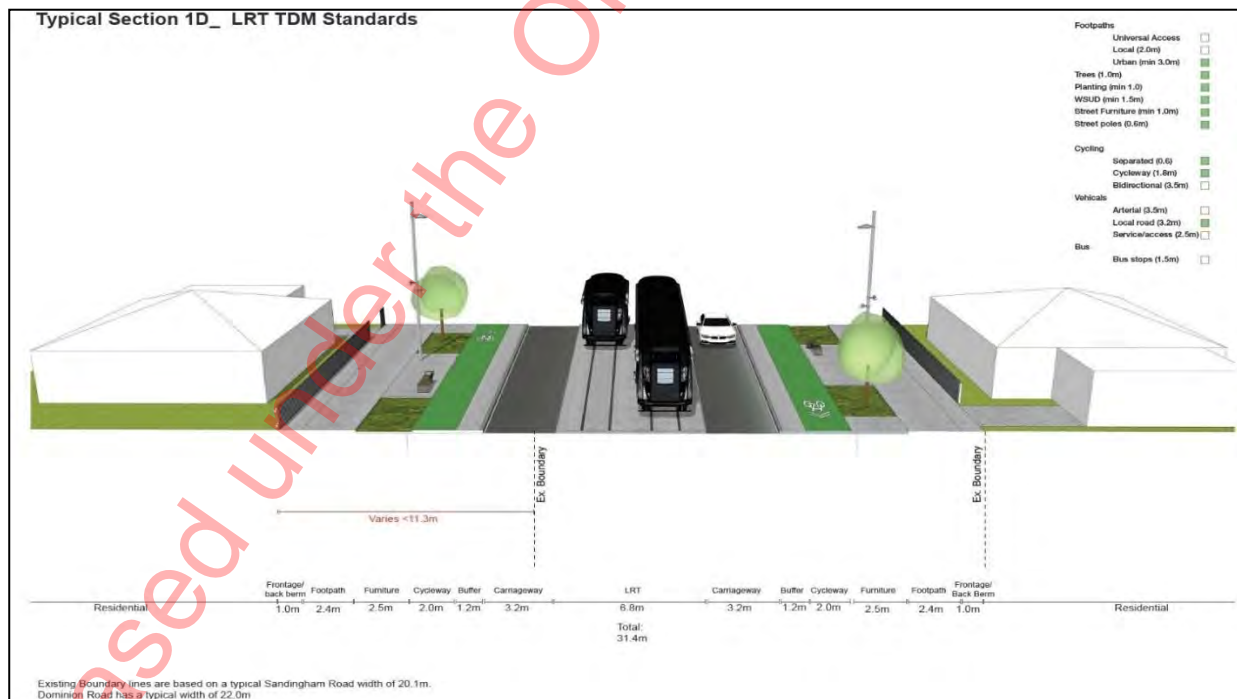 Typical Section 1D_ LRT TDM Standards
Footpaths
Universal Access
Local (2.0m)
Urban (min 3.0m)
Trees (1.0m)
Planting (min 1.0)
WSUD (min 1.5m)
Street Furniture (min 1.0m)
Street poles (0.6m)
Cycling
Separated (0.6)
Cycleway (1.8m)
Bidirectional (3.5m)
Vehicals
Arterial (3.5m)
Local road (3.2m)
Service/access (2.5m)
Bus
Bus stops (1.5m)
Ex. Boundary
Ex. Boundary
Varies <11.3m
Residential
Frontage/
back berm
1.0m
Footpath
2.4m
Furniture
2.5m
Cycleway
2.0m
Buffer
1.2m
Carriageway
3.2m
LRT
6.8m
Carriageway
3.2m
Buffer
1.2m
Cycleway
2.0m
Furniture
2.5m
Footpath
2.4m
Frontage/
Back Berm
1.0m
Residential
Total:
31.4m
Existing Boundary lines are based on a typical Sandingham Road width of 20.1m.
Dominion Road has a typical width of 22.0m
ased under the O